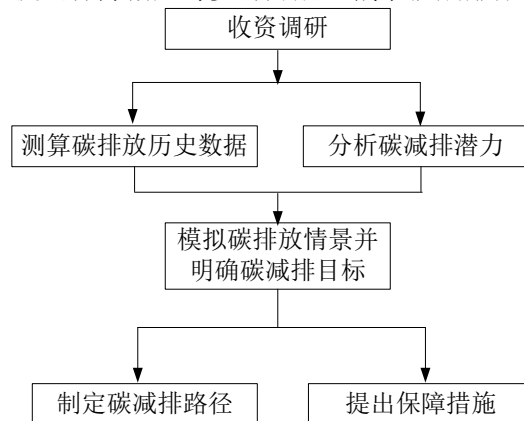 收资调研
测算碳排放历史数据
分析碳减排潜力
模拟碳排放情景并
明确碳减排目标
制定碳减排路径
提出保障措施